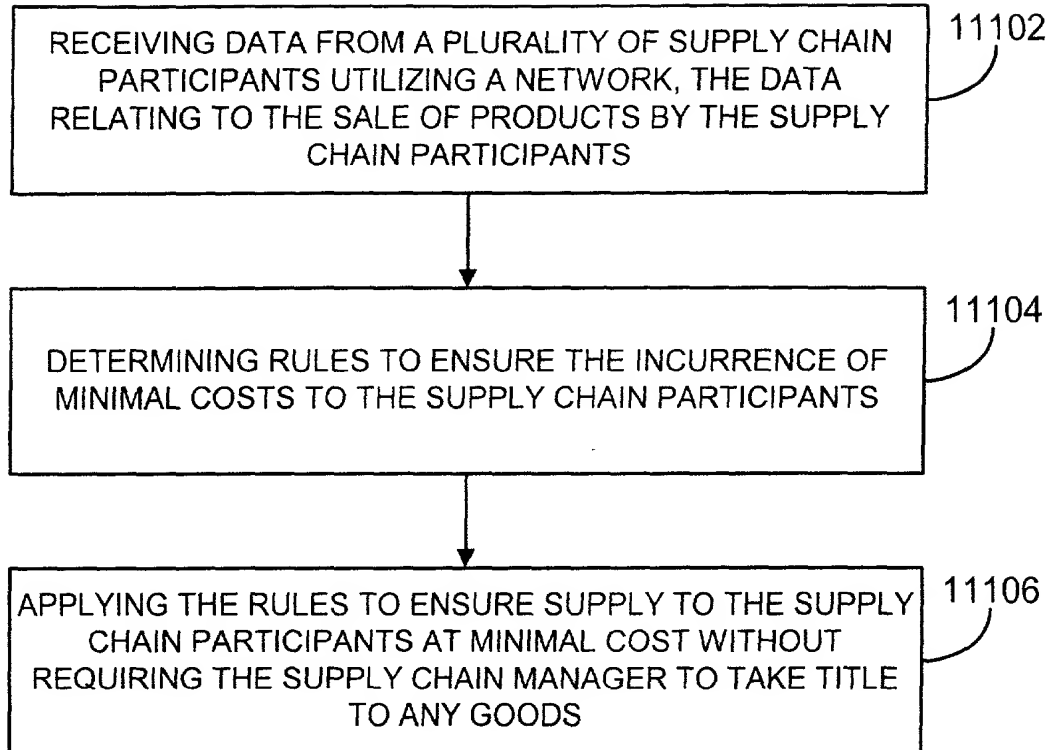 RECEIVING DATA FROM A PLURALITY OF SUPPLY CHAIN
PARTICIPANTS UTILIZING A NETWORK, THE DATA
RELATING TO THE SALE OF PRODUCTS BY THE SUPPLY
CHAIN PARTICIPANTS
11102
DETERMINING RULES TO ENSURE THE INCURRENCE OF
MINIMAL COSTS TO THE SUPPLY CHAIN PARTICIPANTS
11104
APPLYING THE RULES TO ENSURE SUPPLY TO THE SUPPLY
CHAIN PARTICIPANTS AT MINIMAL COST WITHOUT
REQUIRING THE SUPPLY CHAIN MANAGER TO TAKE TITLE
TO ANY GOODS
11106